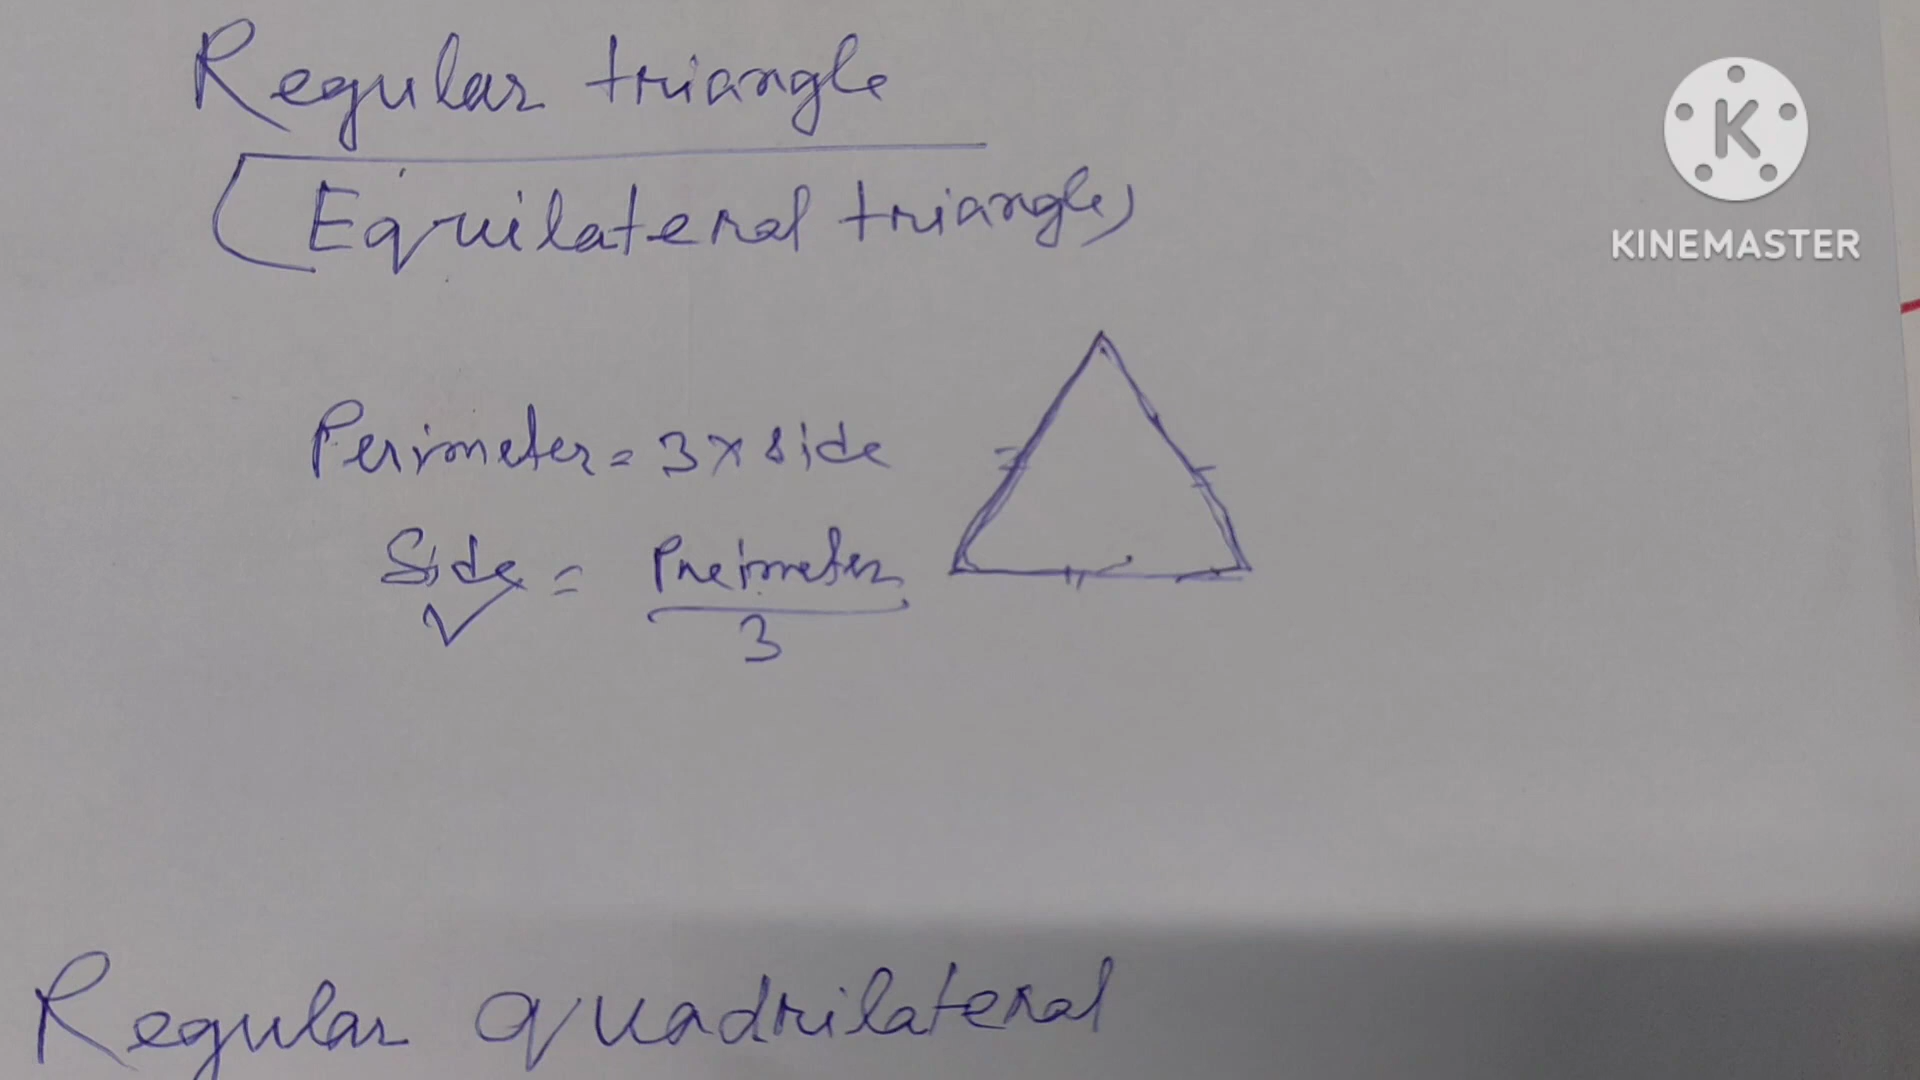 Regular triangle
(Equilateral triangle)
Perimeter = 3 × side
Side = Preimeter
3
Regular quadrilateral
K
KINEMASTER